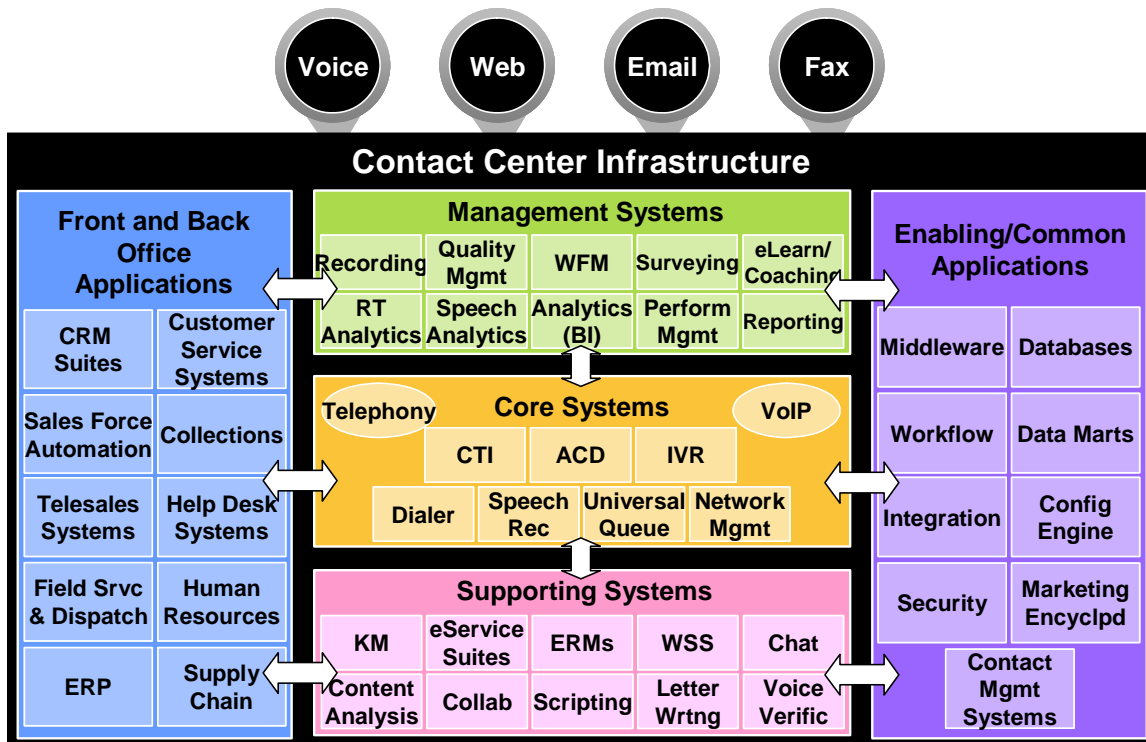 Voice
Web
Email
Fax
Contact Center Infrastructure
Front and Back
Office
Applications
CRM
Suites
Customer
Service
Systems
Sales Force
Automation
Collections
Telesales
Systems
Help Desk
Systems
Field Srvc
& Dispatch
Human
Resources
ERP
Supply
Chain
Management Systems
Recording
Quality
Mgmt
WFM
Surveying
eLearn/
Coaching
RT
Analytics
Speech
Analytics
Analytics
(BI)
Perform
Mgmt
Reporting
Telephony
Core Systems
VoIP
CTI
ACD
IVR
Dialer
Speech
Rec
Universal
Queue
Network
Mgmt
Supporting Systems
KM
eService
Suites
ERMs
WSS
Chat
Content
Analysis
Collab
Scripting
Letter
Wrtng
Voice
Verific
Enabling/Common
Applications
Middleware
Databases
Workflow
Data Marts
Integration
Config
Engine
Security
Marketing
Encyclpd
Contact
Mgmt
Systems